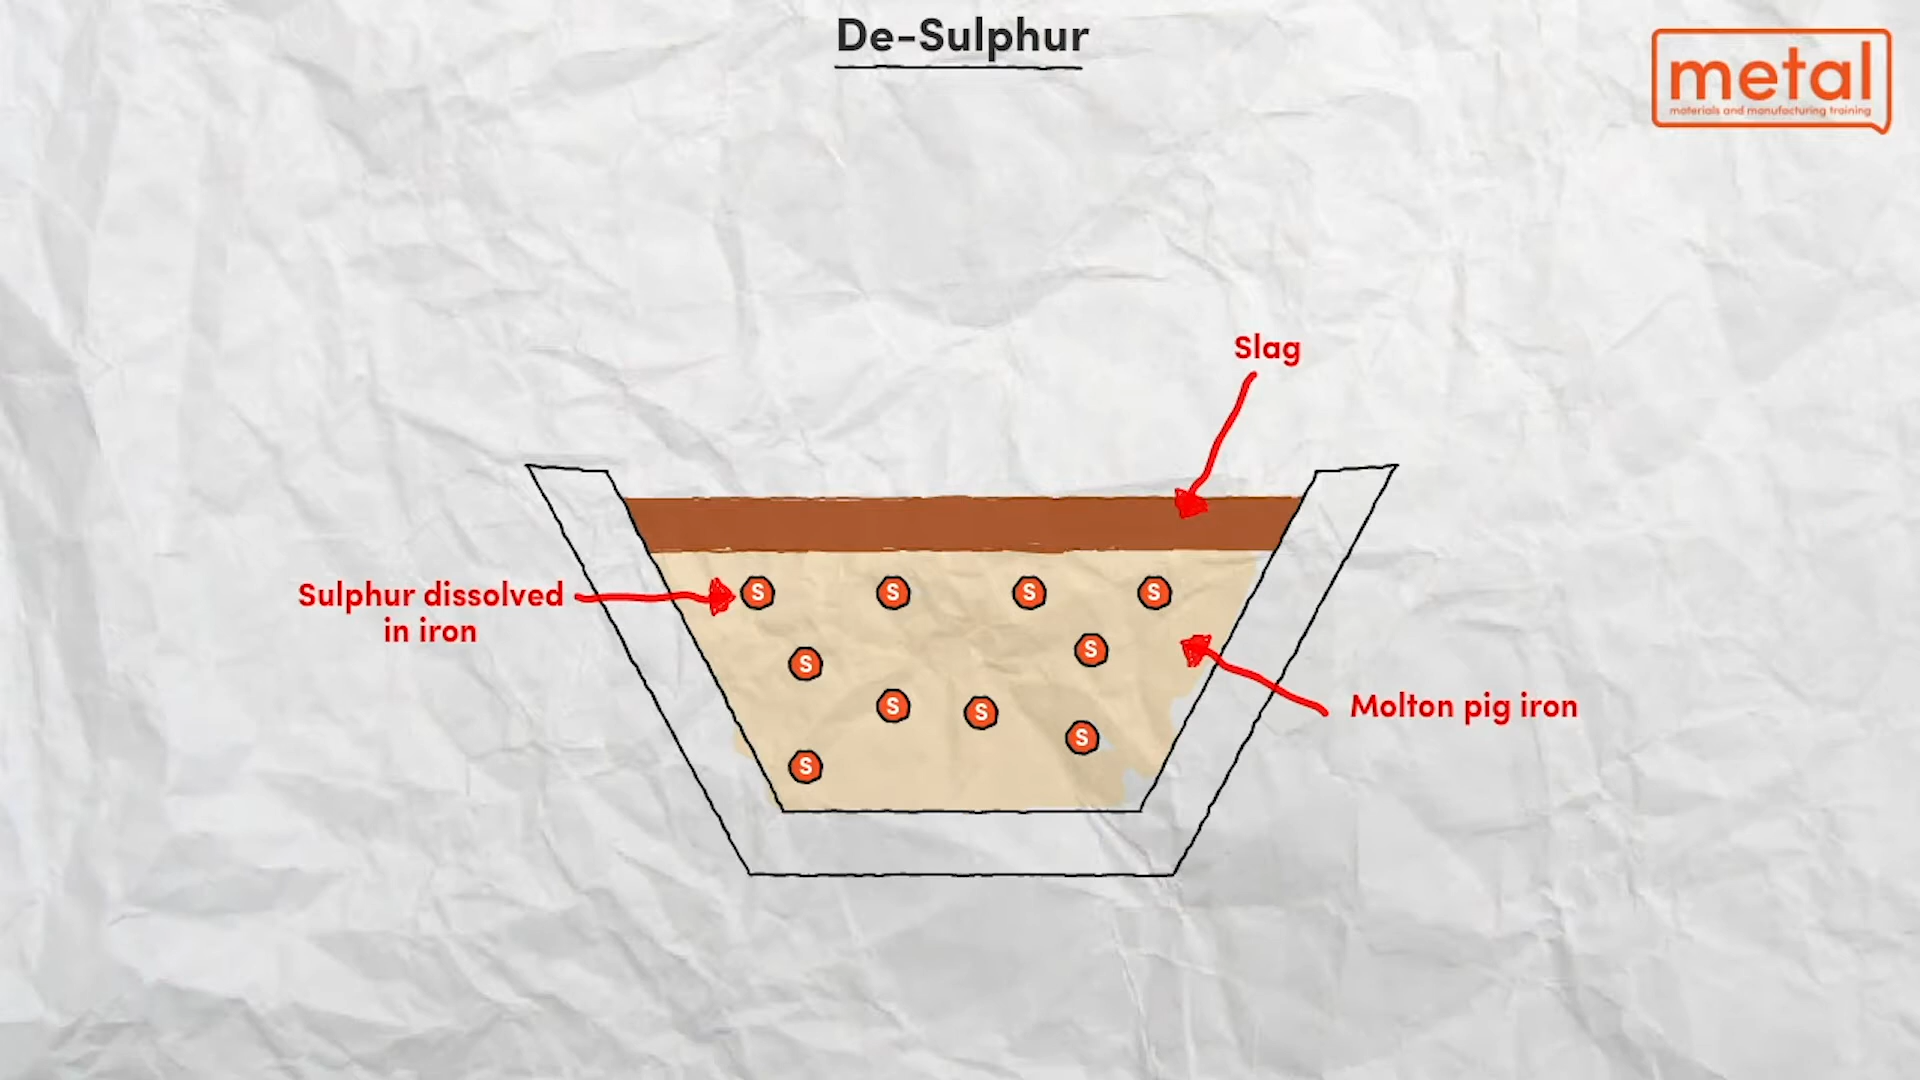 De-Sulphur
metal
materials and manufacturing training
Slag
Sulphur dissolved
in iron
S S S S
S
S
S
S
S
S
Molton pig iron